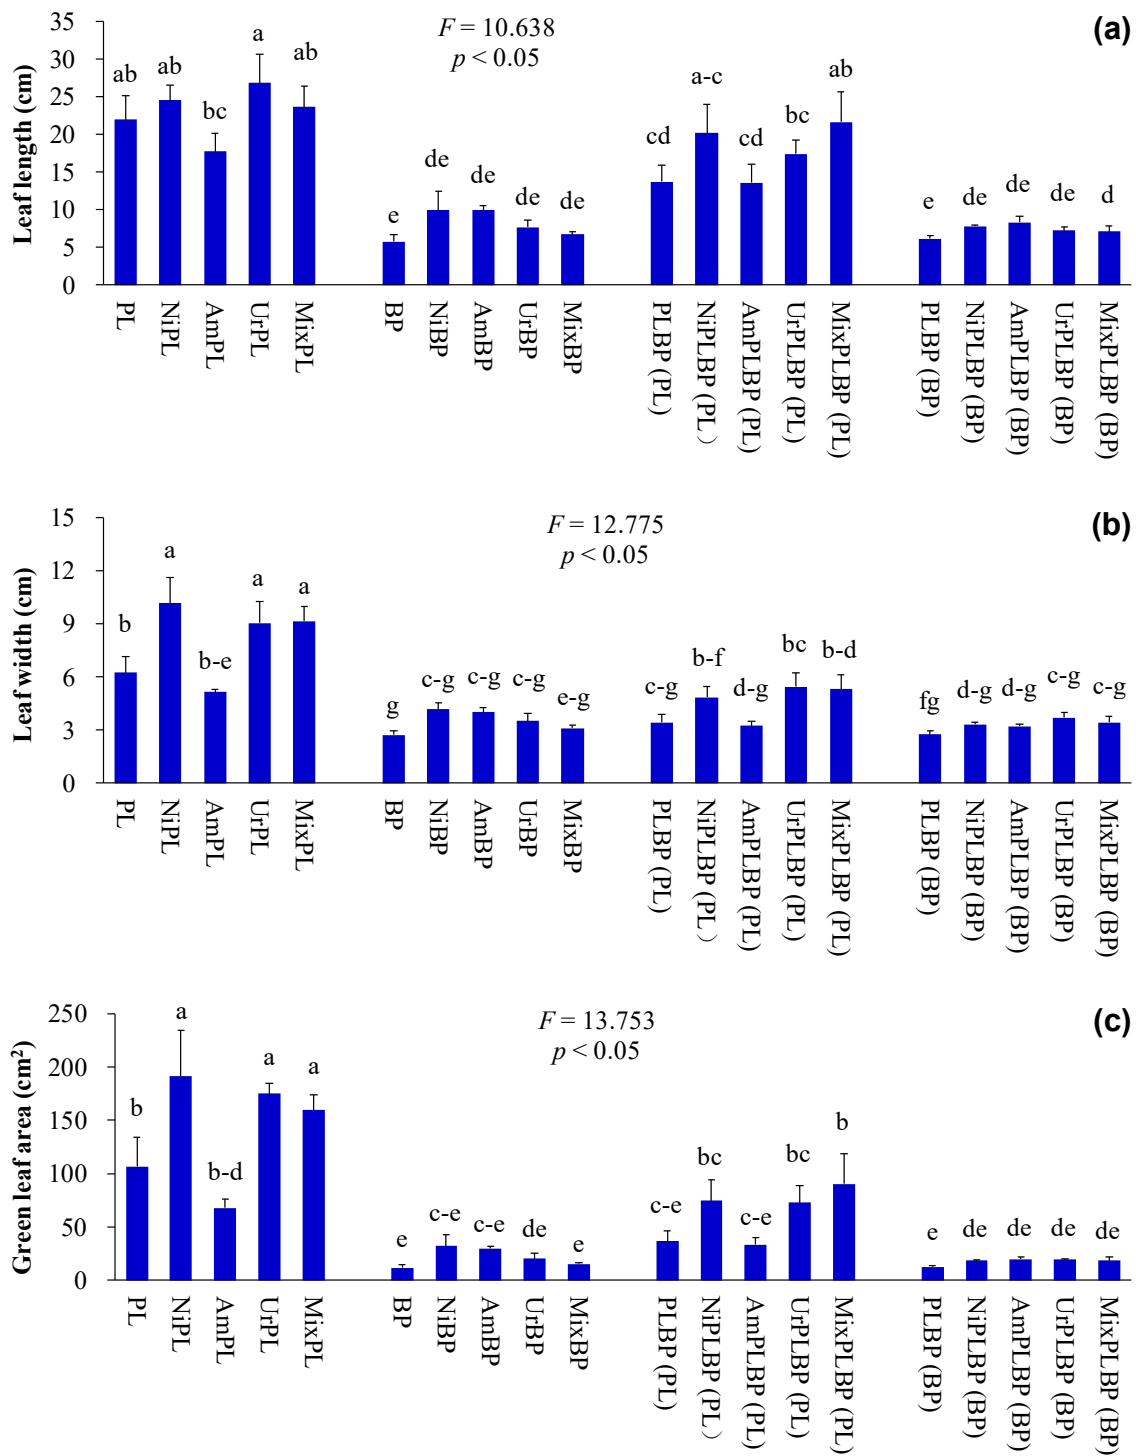 (a)
F = 10.638
p < 0.05
Leaf length (cm)
35
30
25
20
15
10
5
0
ab ab bc a ab e de de de de cd a-c cd bc ab e de de de d
PL NiPL AmPL UrPL MixPL BP NiBP AmBP UrBP MixBP PLBP (PL) NiPLBP (PL） AmPLBP (PL) UrPLBP (PL) MixPLBP (PL) PLBP (BP) NiPLBP (BP) AmPLBP (BP) UrPLBP (BP) MixPLBP (BP)
(b)
F = 12.775
p < 0.05
Leaf width (cm)
15
12
9
6
3
0
b a b-e a a g c-g c-g c-g e-g c-g b-f d-g bc b-d fg d-g d-g c-g c-g
PL NiPL AmPL UrPL MixPL BP NiBP AmBP UrBP MixBP PLBP (PL) NiPLBP (PL） AmPLBP (PL) UrPLBP (PL) MixPLBP (PL) PLBP (BP) NiPLBP (BP) AmPLBP (BP) UrPLBP (BP) MixPLBP (BP)
(c)
F = 13.753
p < 0.05
Green leaf area (cm²)
250
200
150
100
50
0
b a b-d a a e c-e c-e de e c-e bc c-e bc b e de de de de
PL NiPL AmPL UrPL MixPL BP NiBP AmBP UrBP MixBP PLBP (PL) NiPLBP (PL） AmPLBP (PL) UrPLBP (PL) MixPLBP (PL) PLBP (BP) NiPLBP (BP) AmPLBP (BP) UrPLBP (BP) MixPLBP (BP)